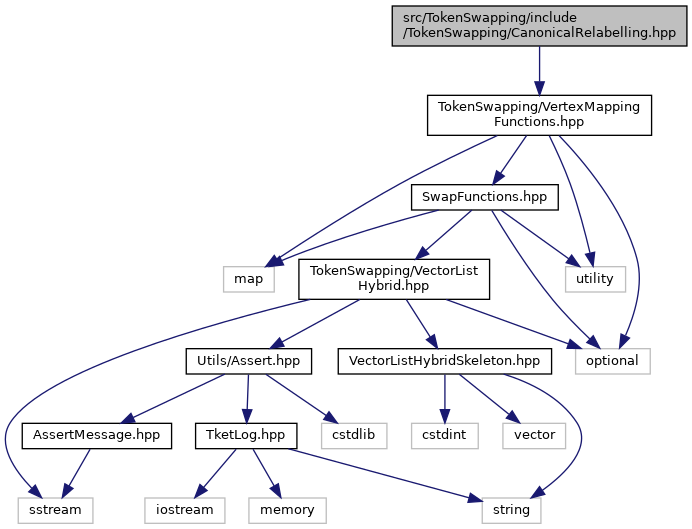 src/TokenSwapping/include
/TokenSwapping/CanonicalRelabelling.hpp
TokenSwapping/VertexMapping
Functions.hpp
SwapFunctions.hpp
map
TokenSwapping/VectorList
Hybrid.hpp
utility
Utils/Assert.hpp
VectorListHybridSkeleton.hpp
optional
AssertMessage.hpp
TketLog.hpp
cstdlib
cstdint
vector
sstream
iostream
memory
string